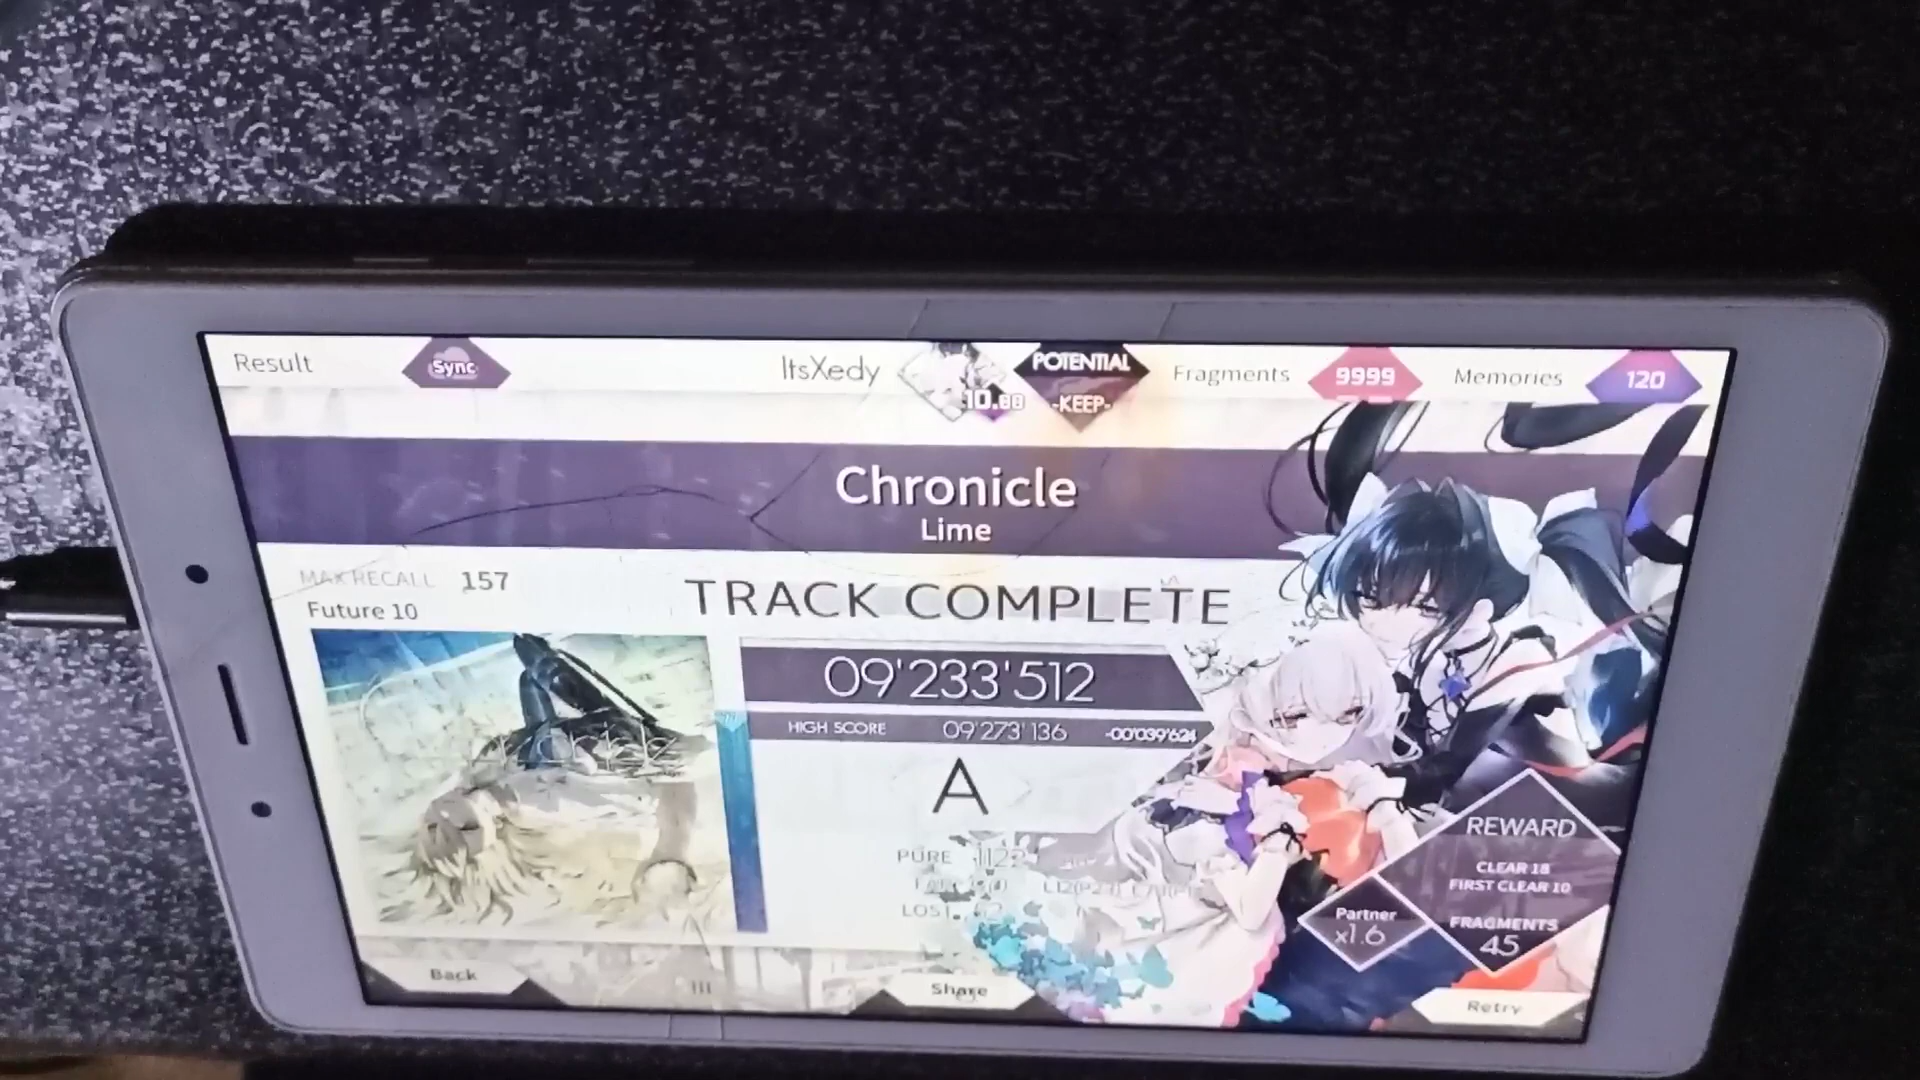 Result
Sync
ItsXedy
POTENTIAL
Fragments
9999
Memories
120
-KEEP-
Chronicle
Lime
MAX RECALL 157
Future 10
TRACK COMPLETE
09'233'512
HIGH SCORE 09'273'136 -00'039'624
A
PURE
LOST
REWARD
CLEAR 18
FIRST CLEAR 10
FRAGMENTS
45
Partner
x1.6
Back
Share
Retry